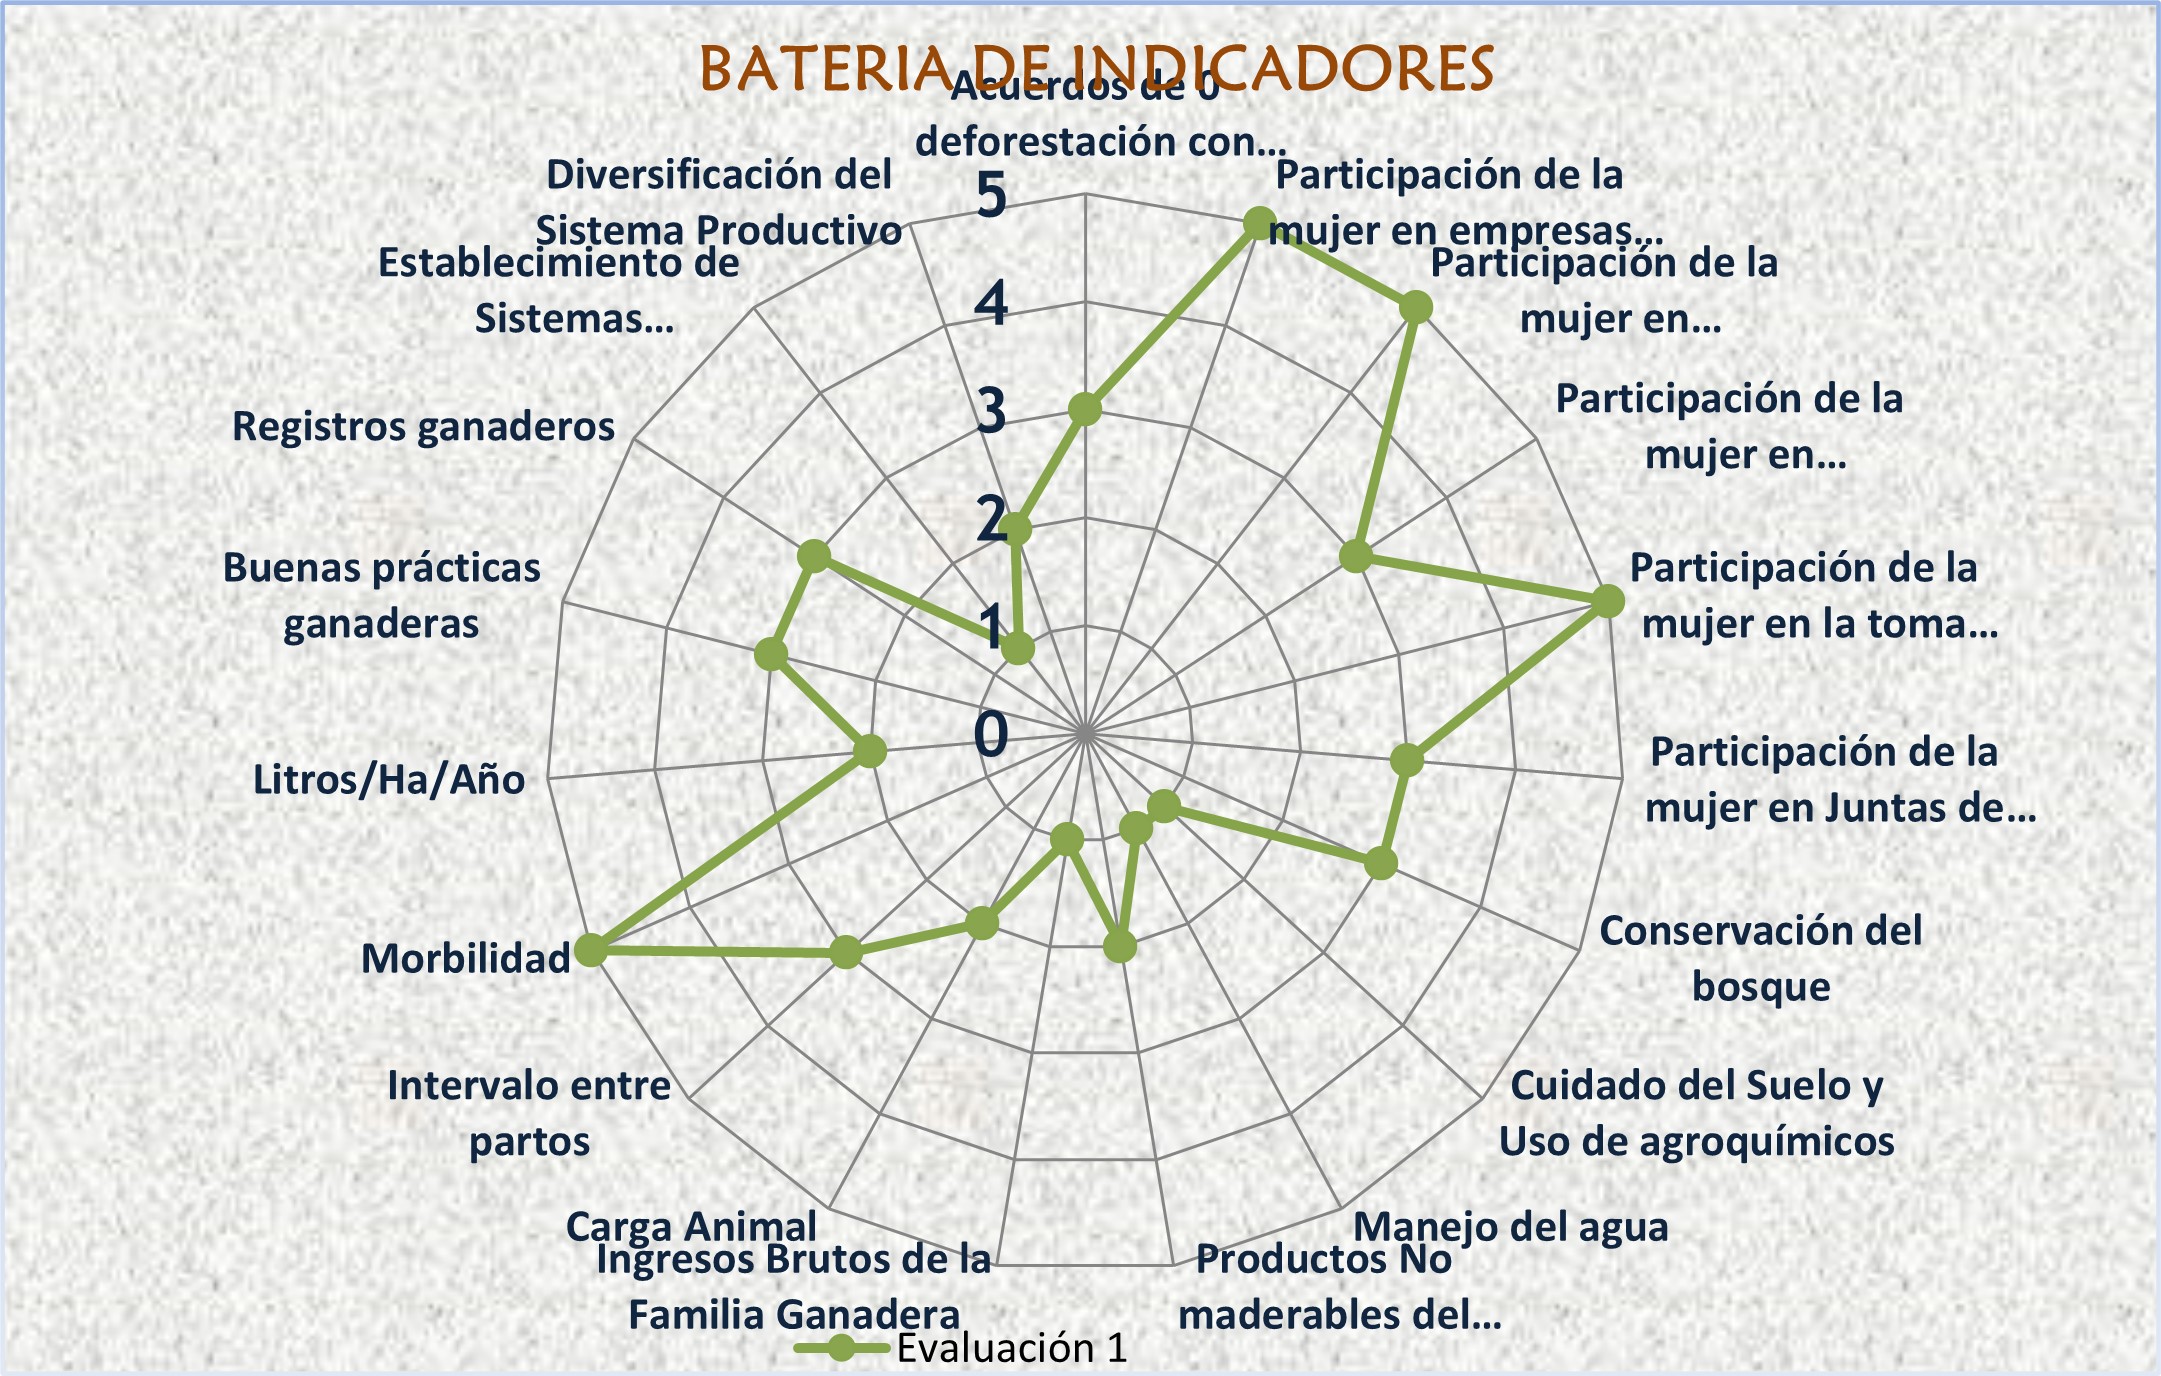 BATERIA DE INDICADORES
Acuerdos de 0
deforestación con...
Participación de la
mujer en empresas...
Participación de la
mujer en...
Participación de la
mujer en...
Participación de la
mujer en la toma...
Participación de la
mujer en Juntas de...
Conservación del
bosque
Cuidado del Suelo y
Uso de agroquímicos
Manejo del agua
Productos No
maderables del...
Ingresos Brutos de la
Familia Ganadera
Carga Animal
Intervalo entre
partos
Morbilidad
Litros/Ha/Año
Buenas prácticas
ganaderas
Registros ganaderos
Establecimiento de
Sistemas...
Diversificación del
Sistema Productivo
5
4
3
2
1
0
Evaluación 1